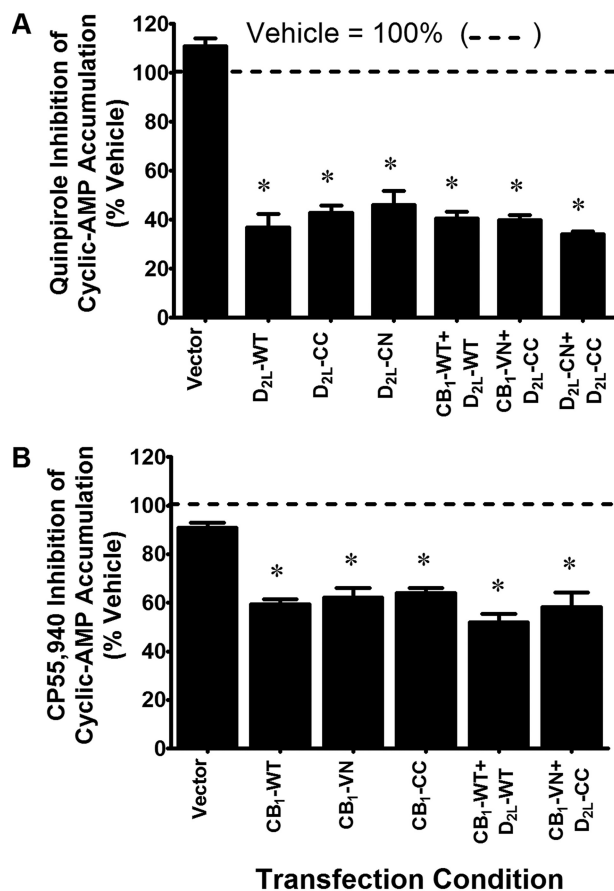 A
Quinpirole Inhibition of
Cyclic-AMP Accumulation
(% Vehicle)
120
100
120
80
60
40
20
0
Vehicle = 100% (---- )
*
*
*
*
*
*
Vector
D2L-WT
D2L-CC
D2L-CN
CB1-WT+
D2L-WT
CB1-VN+
D2L-CC
D2L-CN+
D2L-CC
B
CP55,940 Inhibition of
Cyclic-AMP Accumulation
(% Vehicle)
120
100
80
60
40
20
0
*
*
*
*
*
Vector
CB1-WT
CB1-VN
CB1-CC
CB1-WT+
D2L-WT
CB1-VN+
D2L-CC
Transfection Condition